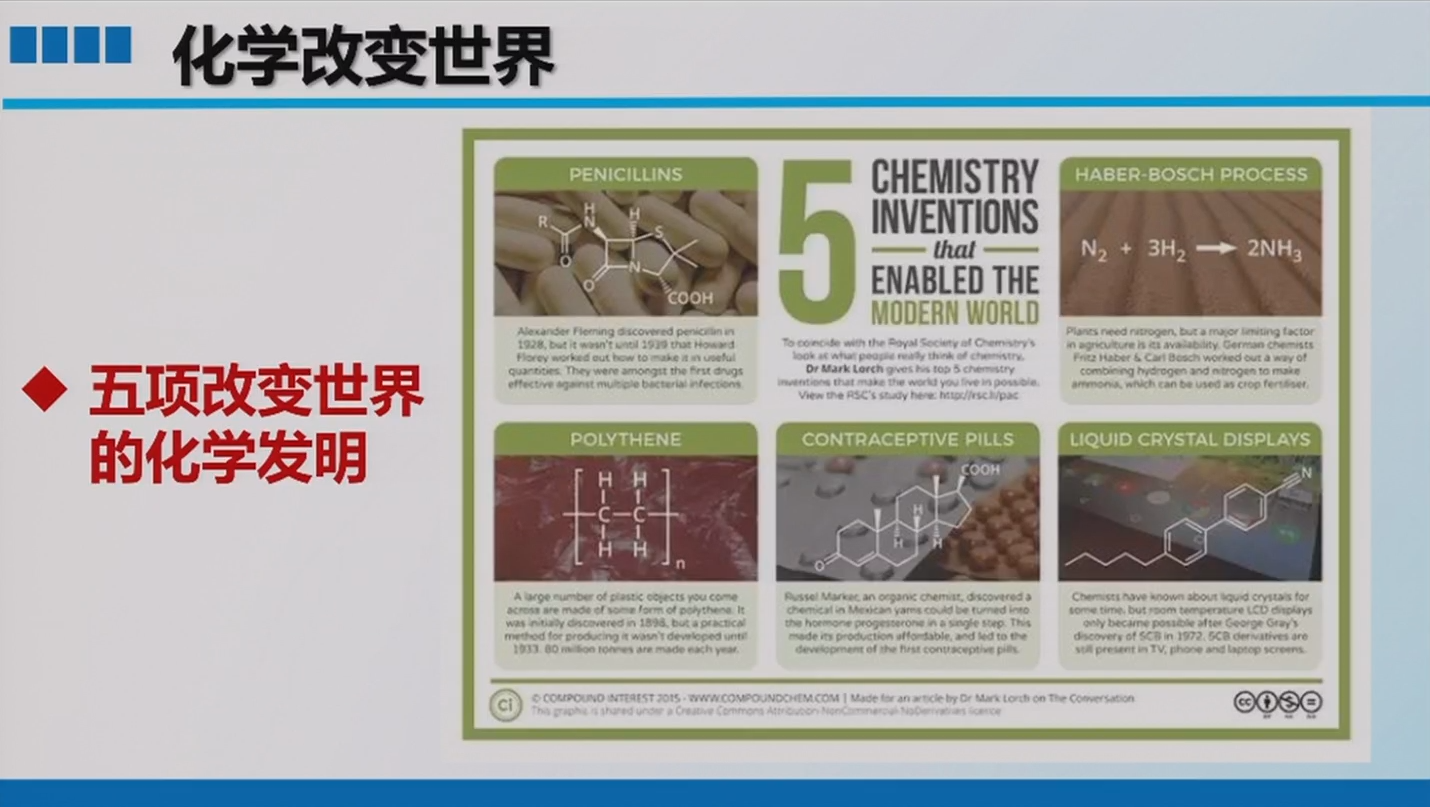 化学改变世界
五项改变世界
的化学发明
PENICILLINS
R
H
N
H
S
O
O
N
COOH
Alexander Fleming discovered penicillin in
1928, but it wasn't until 1939 that Howard
Florey worked out how to make it in useful
quantities. They were amongst the first drugs
effective against multiple bacterial infections.
5 CHEMISTRY
INVENTIONS
that
ENABLED THE
MODERN WORLD
To coincide with the Royal Society of Chemistry's
look at what people really think of chemistry,
Dr Mark Lorch gives his top 5 chemistry
inventions that make the world you live in possible.
View the RSC's study here: http://rsc.li/pac
HABER-BOSCH PROCESS
N₂ + 3H₂ → 2NH₃
Plants need nitrogen, but a major limiting factor
in agriculture is its availability. German chemists
Fritz Haber & Carl Bosch worked out a way of
combining hydrogen and nitrogen to make
ammonia, which can be used as crop fertiliser.
POLYTHENE
H H
C C
H H
n
A large number of plastic objects you come
across are made of some form of polythene. It
was initially discovered in 1898, but a practical
method for producing it wasn't developed until
1933. 80 million tonnes are made each year.
CONTRACEPTIVE PILLS
COOH
H
H H
O
Russel Marker, an organic chemist, discovered a
chemical in Mexican yams could be turned into
the hormone progesterone in a single step. This
made its production affordable, and led to the
development of the first contraceptive pills.
LIQUID CRYSTAL DISPLAYS
N
Chemists have known about liquid crystals for
some time, but room temperature LCD displays
only became possible after George Gray's
discovery of 5CB in 1972. 5CB derivatives are
still present in TV, phone and laptop screens.
Ci
© COMPOUND INTEREST 2015 - WWW.COMPOUNDCHEM.COM | Made for an article by Dr Mark Lorch on The Conversation
This graphic is shared under a Creative Commons Attribution-NonCommercial-NoDerivatives licence
cc